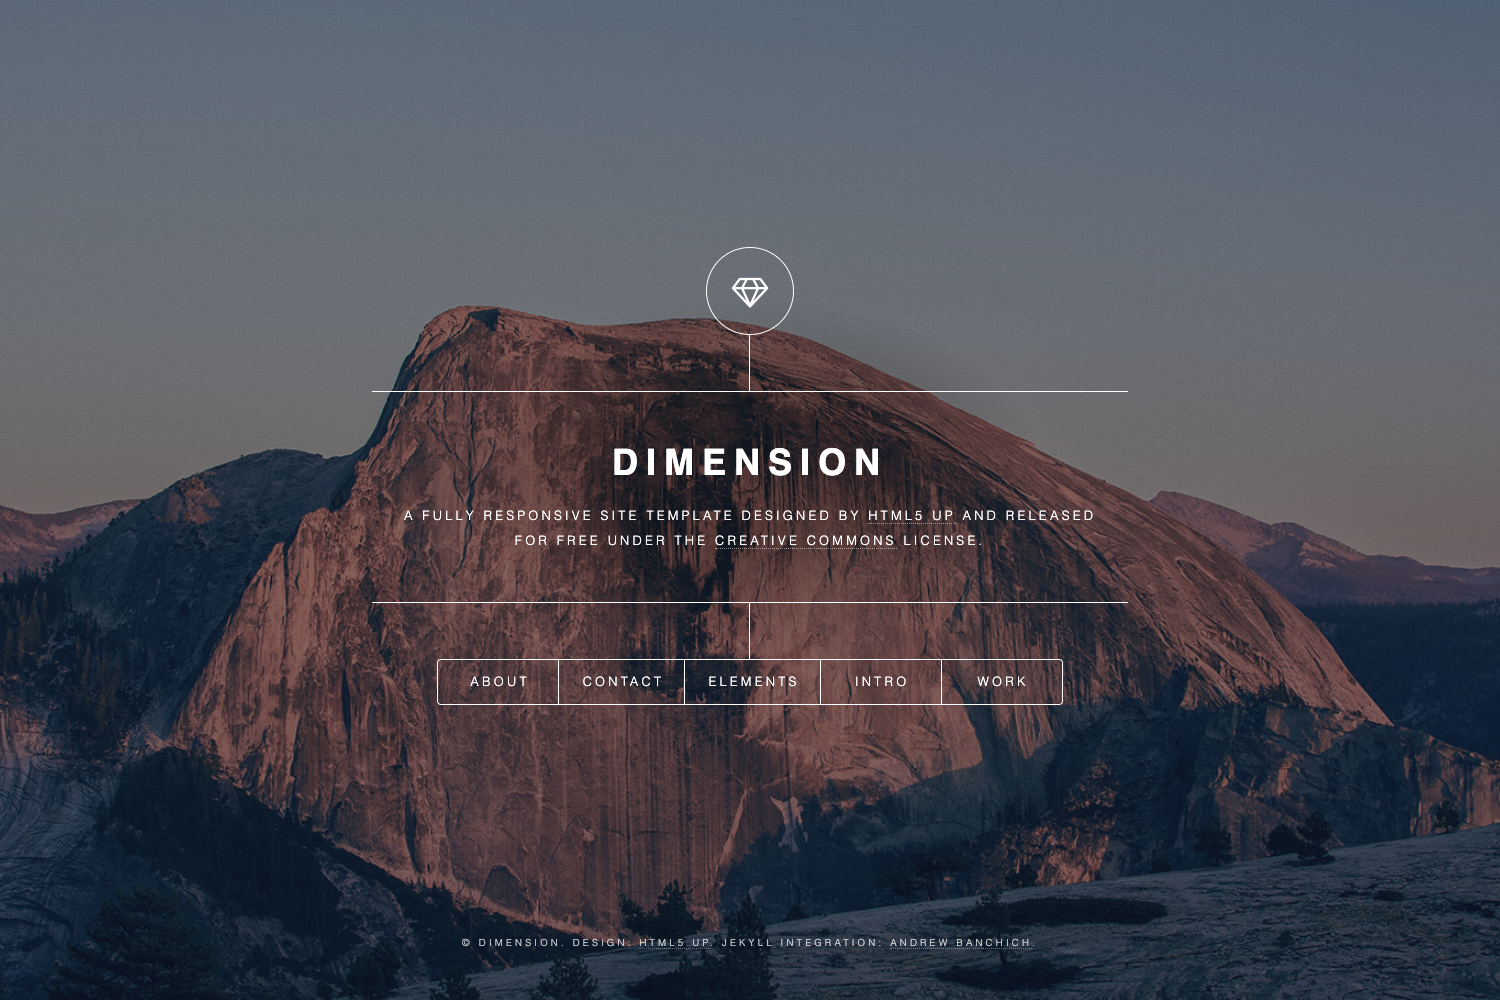 DIMENSION
A FULLY RESPONSIVE SITE TEMPLATE DESIGNED BY HTML5 UP AND RELEASED
FOR FREE UNDER THE CREATIVE COMMONS LICENSE.
ABOUT CONTACT ELEMENTS INTRO WORK
© DIMENSION. DESIGN: HTML5 UP. JEKYLL INTEGRATION: ANDREW BANCHICH.